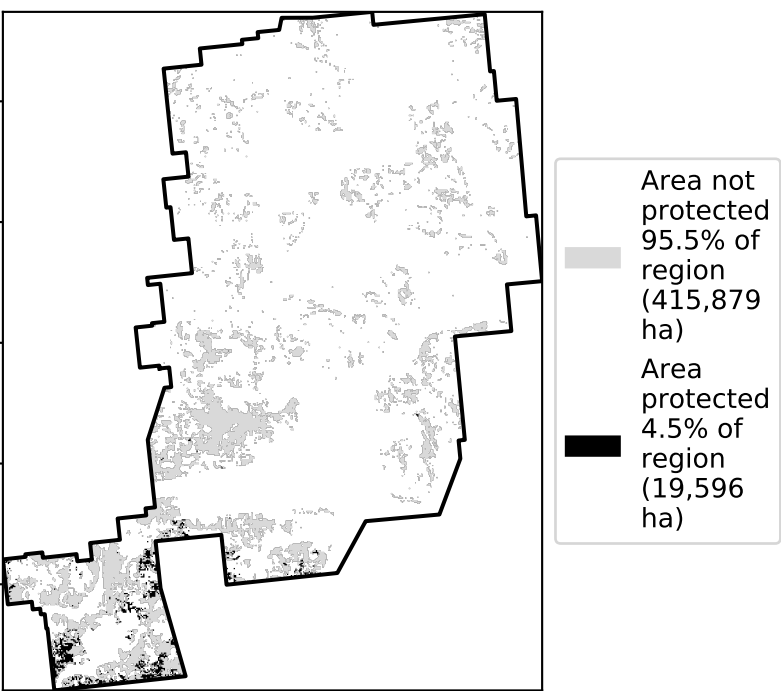 Area not
protected
95.5% of
region
(415,879
ha)
Area
protected
4.5% of
region
(19,596
ha)